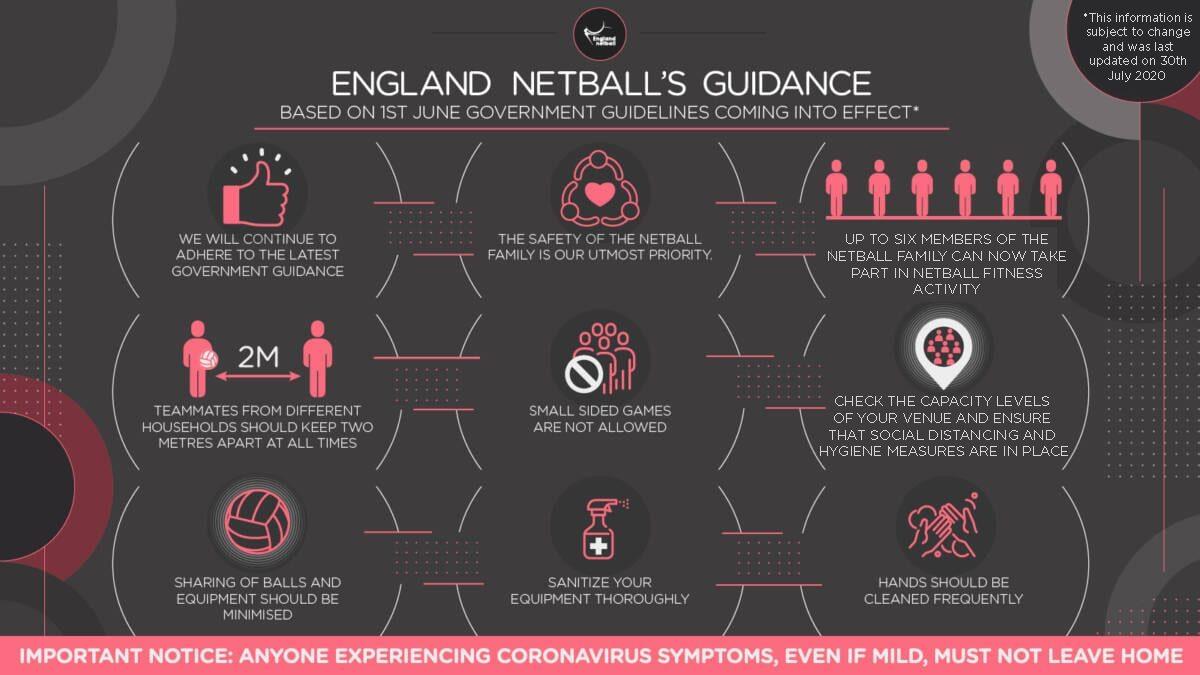 England
netball
*This information is
subject to change
and was last
updated on 30th
July 2020
ENGLAND NETBALL'S GUIDANCE
BASED ON 1ST JUNE GOVERNMENT GUIDELINES COMING INTO EFFECT*
WE WILL CONTINUE TO
ADHERE TO THE LATEST
GOVERNMENT GUIDANCE
THE SAFETY OF THE NETBALL
FAMILY IS OUR UTMOST PRIORITY.
UP TO SIX MEMBERS OF THE
NETBALL FAMILY CAN NOW TAKE
PART IN NETBALL FITNESS
ACTIVITY
2M
TEAMMATES FROM DIFFERENT
HOUSEHOLDS SHOULD KEEP TWO
METRES APART AT ALL TIMES
SMALL SIDED GAMES
ARE NOT ALLOWED
CHECK THE CAPACITY LEVELS
OF YOUR VENUE AND ENSURE
THAT SOCIAL DISTANCING AND
HYGIENE MEASURES ARE IN PLACE
SHARING OF BALLS AND
EQUIPMENT SHOULD BE
MINIMISED
SANITIZE YOUR
EQUIPMENT THOROUGHLY
HANDS SHOULD BE
CLEANED FREQUENTLY
IMPORTANT NOTICE: ANYONE EXPERIENCING CORONAVIRUS SYMPTOMS, EVEN IF MILD, MUST NOT LEAVE HOME